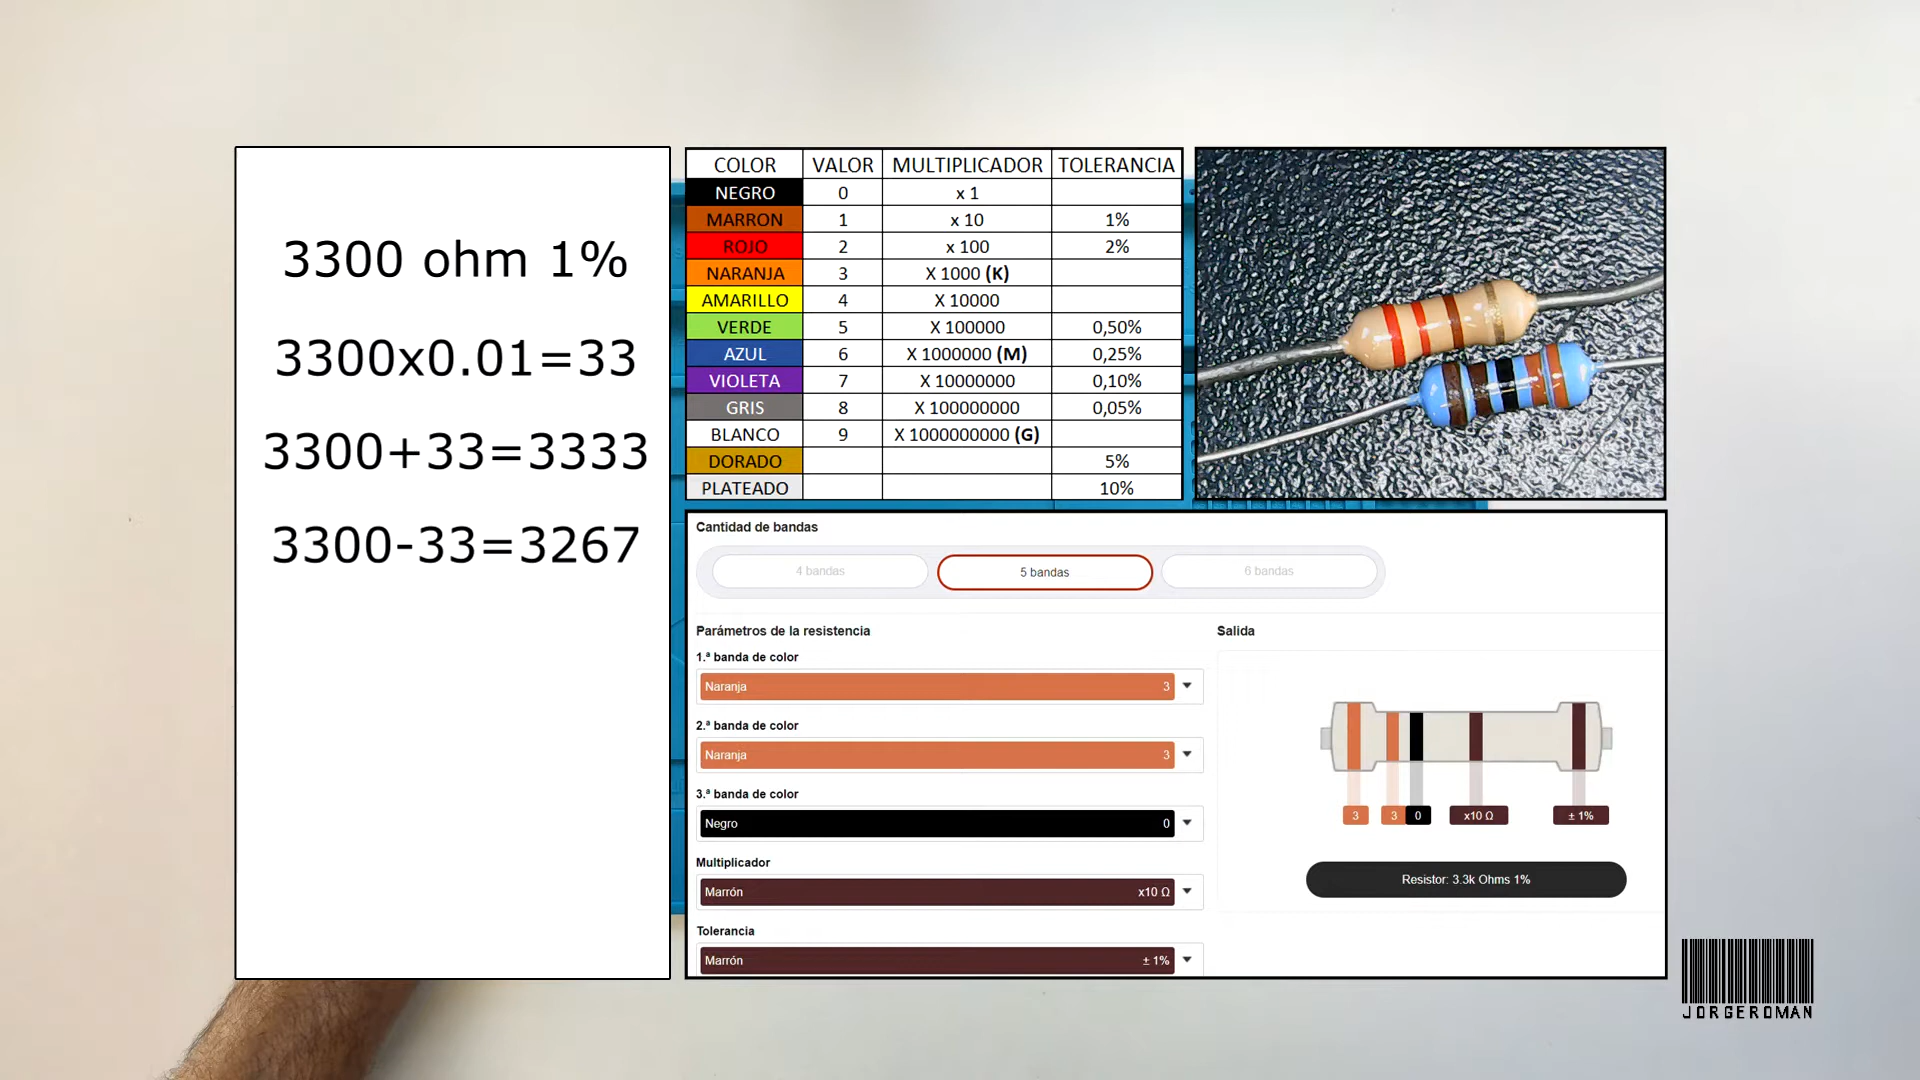 3300 ohm 1%
3300x0.01=33
3300+33=3333
3300-33=3267
COLOR VALOR MULTIPLICADOR TOLERANCIA
NEGRO 0 x 1
MARRON 1 x 10 1%
ROJO 2 x 100 2%
NARANJA 3 X 1000 (K)
AMARILLO 4 X 10000
VERDE 5 X 100000 0,50%
AZUL 6 X 1000000 (M) 0,25%
VIOLETA 7 X 10000000 0,10%
GRIS 8 X 100000000 0,05%
BLANCO 9 X 1000000000 (G)
DORADO 5%
PLATEADO 10%
Cantidad de bandas
4 bandas 5 bandas 6 bandas
Parámetros de la resistencia
1.ª banda de color
Naranja 3
2.ª banda de color
Naranja 3
3.ª banda de color
Negro 0
Multiplicador
Marrón x10 Ω
Tolerancia
Marrón ± 1%
Salida
3 3 0 x10 Ω ± 1%
Resistor: 3.3k Ohms 1%
JORGEROMAN